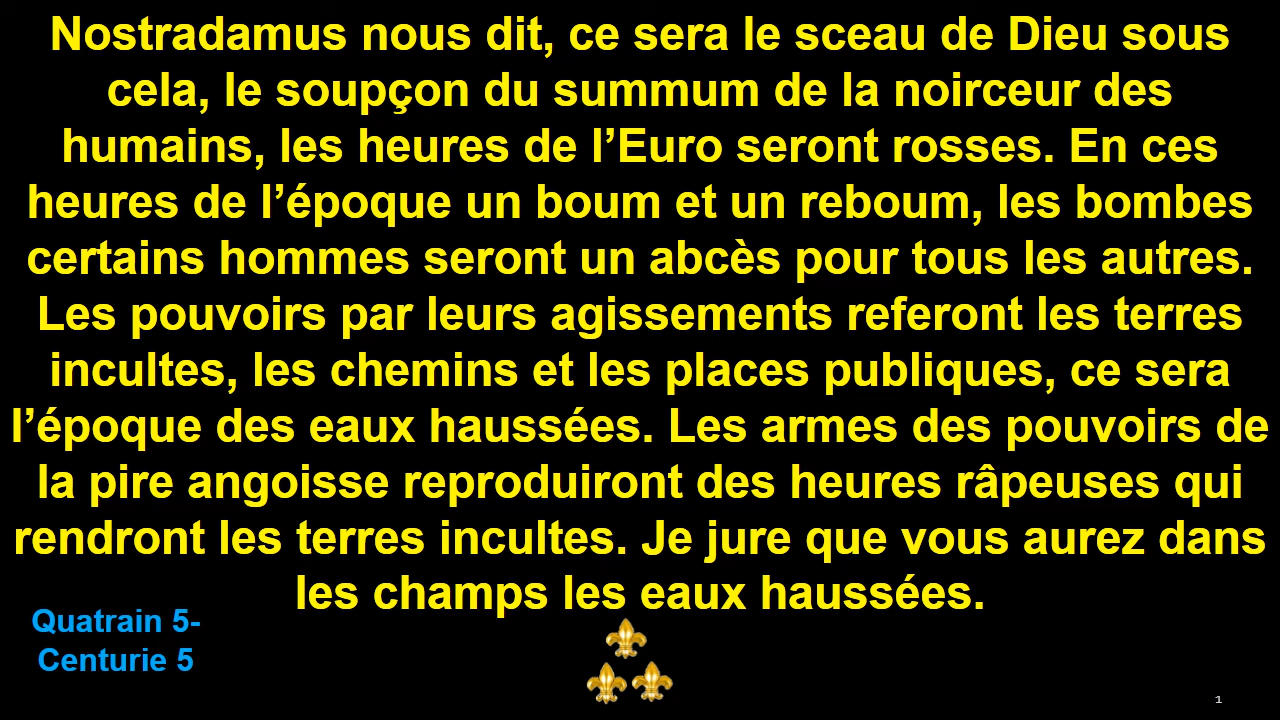 Nostradamus nous dit, ce sera le sceau de Dieu sous
cela, le soupçon du summum de la noirceur des
humains, les heures de l’Euro seront rosses. En ces
heures de l’époque un boum et un reboum, les bombes
certains hommes seront un abcès pour tous les autres.
Les pouvoirs par leurs agissements referont les terres
incultes, les chemins et les places publiques, ce sera
l’époque des eaux haussées. Les armes des pouvoirs de
la pire angoisse reproduiront des heures râpeuses qui
rendront les terres incultes. Je jure que vous aurez dans
les champs les eaux haussées.
Quatrain 5-
Centurie 5
1